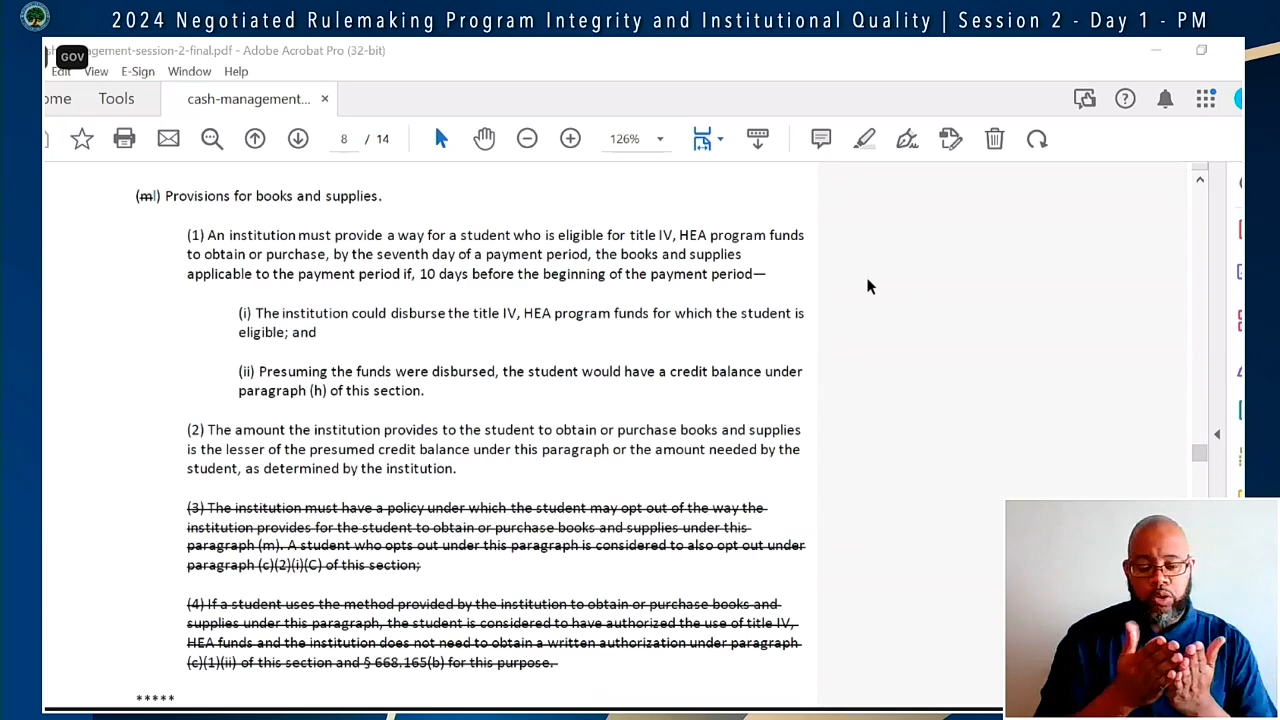 2024 Negotiated Rulemaking Program Integrity and Institutional Quality | Session 2 - Day 1 - PM
GOV
management-session-2-final.pdf - Adobe Acrobat Pro (32-bit)
Edit View E-Sign Window Help
ome Tools cash-management... ×
8 / 14 126%
(ml) Provisions for books and supplies.
(1) An institution must provide a way for a student who is eligible for title IV, HEA program funds
to obtain or purchase, by the seventh day of a payment period, the books and supplies
applicable to the payment period if, 10 days before the beginning of the payment period—
(i) The institution could disburse the title IV, HEA program funds for which the student is
eligible; and
(ii) Presuming the funds were disbursed, the student would have a credit balance under
paragraph (h) of this section.
(2) The amount the institution provides to the student to obtain or purchase books and supplies
is the lesser of the presumed credit balance under this paragraph or the amount needed by the
student, as determined by the institution.
(3) The institution must have a policy under which the student may opt out of the way the
institution provides for the student to obtain or purchase books and supplies under this
paragraph (m). A student who opts out under this paragraph is considered to also opt out under
paragraph (c)(2)(i)(C) of this section;
(4) If a student uses the method provided by the institution to obtain or purchase books and
supplies under this paragraph, the student is considered to have authorized the use of title IV,
HEA funds and the institution does not need to obtain a written authorization under paragraph
(c)(1)(ii) of this section and § 668.165(b) for this purpose.
*****